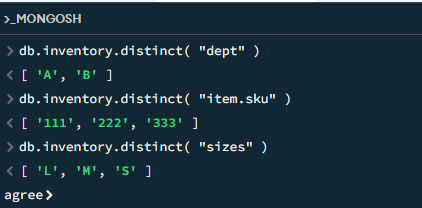 >_MONGOSH
> db.inventory.distinct( "dept" )
< [ 'A', 'B' ]
> db.inventory.distinct( "item.sku" )
< [ '111', '222', '333' ]
> db.inventory.distinct( "sizes" )
< [ 'L', 'M', 'S' ]
agree>